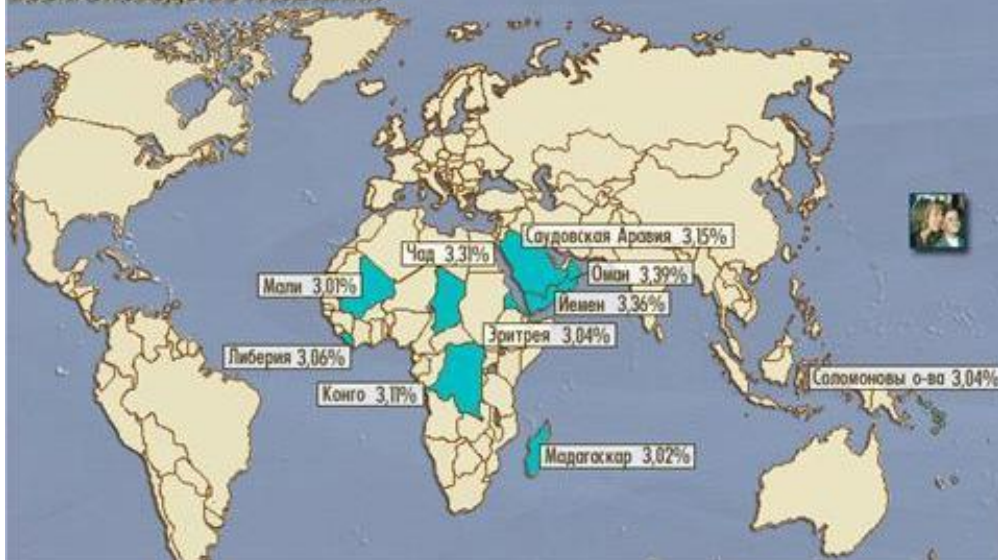 Саудовская Аравия 3,15%
Чад 3,31%
Оман 3,39%
Мали 3,01%
Йемен 3,36%
Эритрея 3,04%
Либерия 3,06%
Соломоновы о-ва 3,04%
Конго 3,11%
Мадагаскар 3,02%